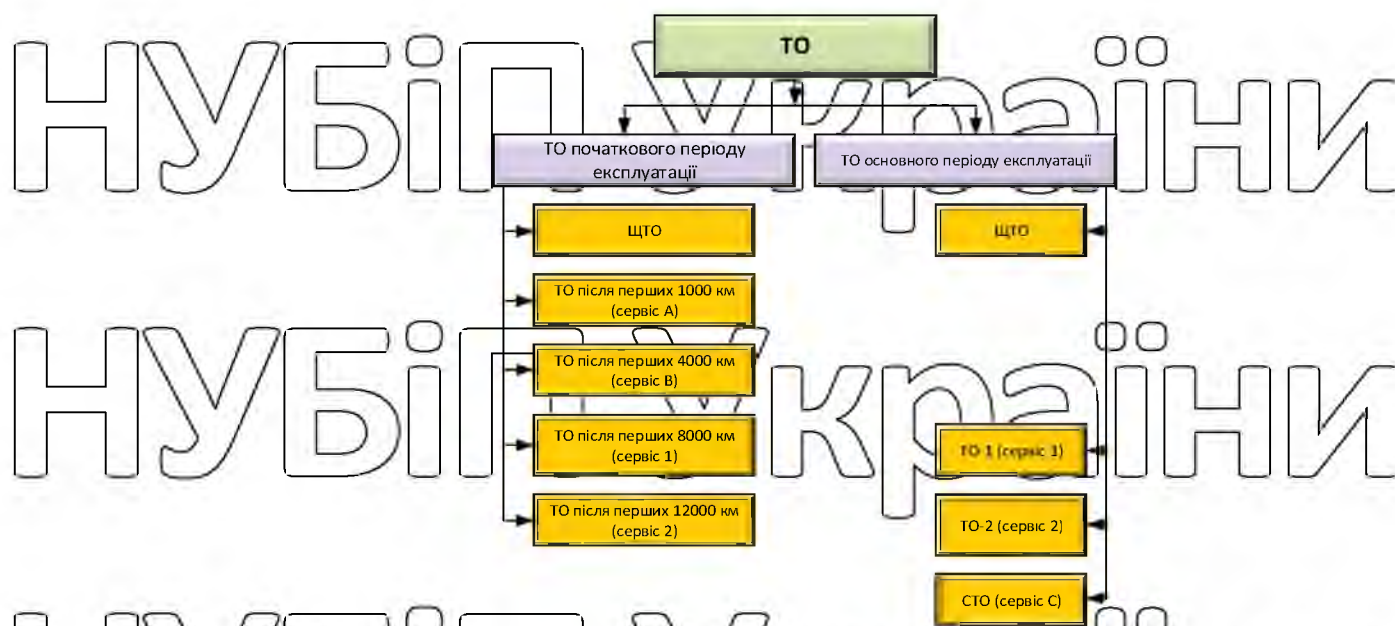 НУБіП України
ТО
ТО початкового періоду
експлуатації
ТО основного періоду експлуатації
ЩТО
ЩТО
ТО після перших 1000 км
(сервіс А)
НУБіП України
ТО після перших 4000 км
(сервіс В)
ТО після перших 8000 км
(сервіс 1)
ТО-1 (сервіс 1)
ТО після перших 12000 км
(сервіс 2)
ТО-2 (сервіс 2)
СТО (сервіс С)